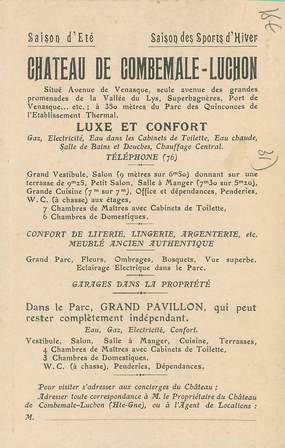 Saison d'Eté Saison des Sports d'Hiver
CHATEAU DE COMBEMALE-LUCHON
Situé Avenue de Venasque, seule avenue des grandes
promenades de la Vallée du Lys, Superbagnères, Port de
Venasque... etc.; à 350 mètres du Parc des Quinconces de
l'Etablissement Thermal.
LUXE ET CONFORT
Gaz, Electricité, Eau dans les Cabinets de Toilette, Eau chaude,
Salle de Bains et Douches, Chauffage Central.
TÉLÉPHONE (76)
Grand Vestibule, Salon (9 mètres sur 6m50) donnant sur une
terrasse de 9m25, Petit Salon, Salle à Manger (7m30 sur 5m20),
Grande Cuisine (7m sur 7m), Office et dépendances, Penderies,
W.C. (à chasse) aux étages,
7 Chambres de Maîtres avec Cabinets de Toilette,
6 Chambres de Domestiques.
CONFORT DE LITERIE, LINGERIE, ARGENTERIE, etc.
MEUBLÉ ANCIEN AUTHENTIQUE
Grand Parc, Fleurs, Ombrages, Bosquets, Vue superbe.
Eclairage Electrique dans le Parc.
GARAGES DANS LA PROPRIÉTÉ
Dans le Parc, GRAND PAVILLON, qui peut
rester complètement indépendant.
Eau, Gaz, Electricité, Confort.
Vestibule, Salon, Salle à Manger, Cuisine, Terrasses,
4 Chambres de Maîtres avec Cabinets de Toilette,
3 Chambres de Domestiques.
W.C. (à chasse), Penderies, Dépendances.
Pour visiter s'adresser aux concierges du Château;
Adresser toute correspondance à M. le Propriétaire du Château
de Combemale-Luchon (Hte-Gne), ou à l'Agent de Locations:
M.